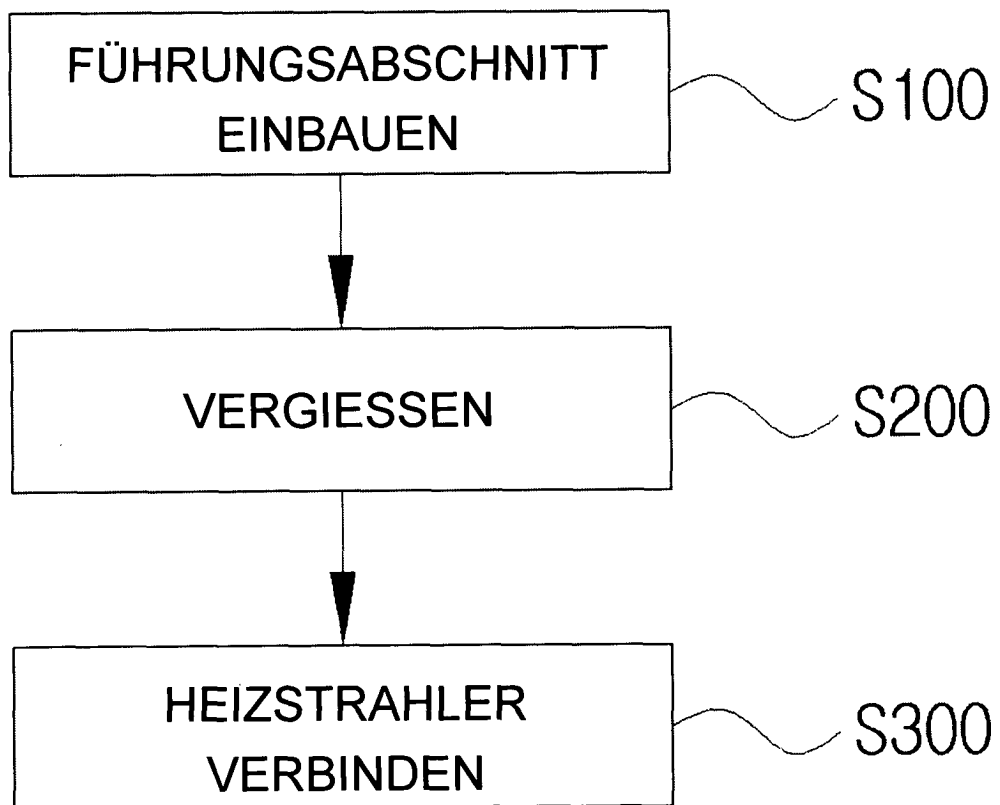 FÜHRUNGSABSCHNITT
EINBAUEN
S100
VERGIESSEN
S200
HEIZSTRAHLER
VERBINDEN
S300